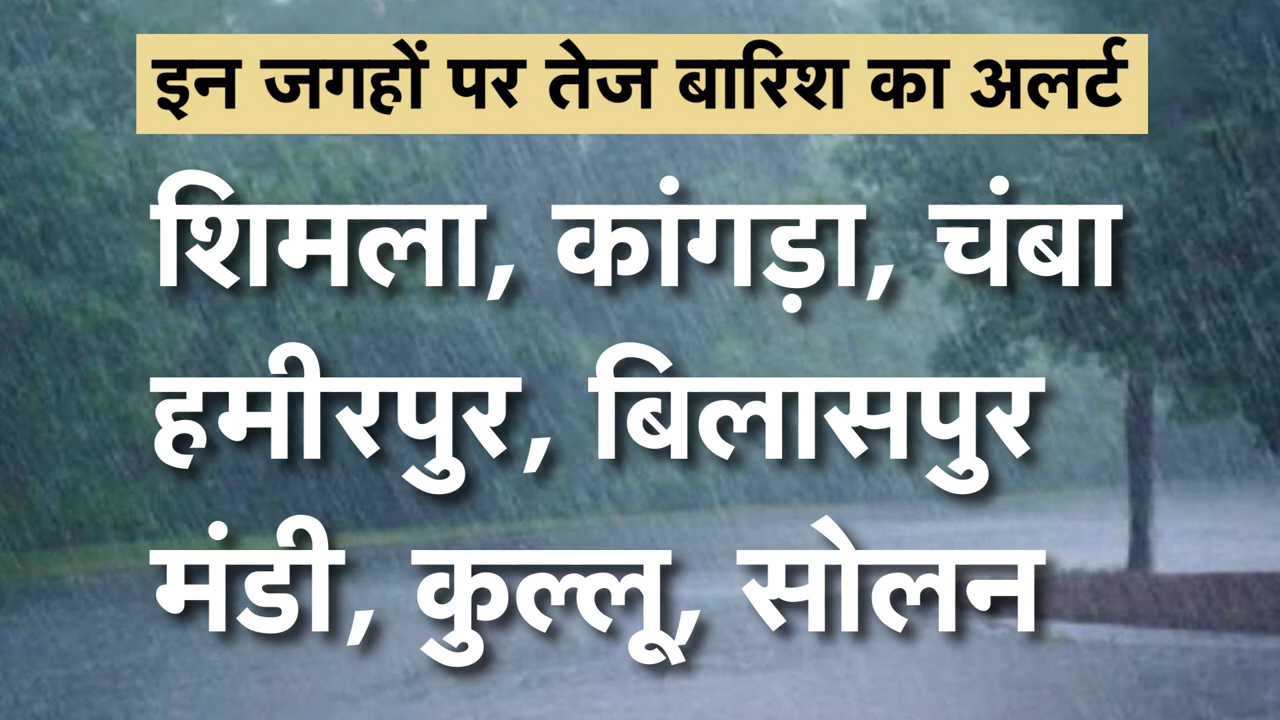 इन जगहों पर तेज बारिश का अलर्ट
शिमला, कांगड़ा, चंबा
हमीरपुर, बिलासपुर
मंडी, कुल्लू, सोलन